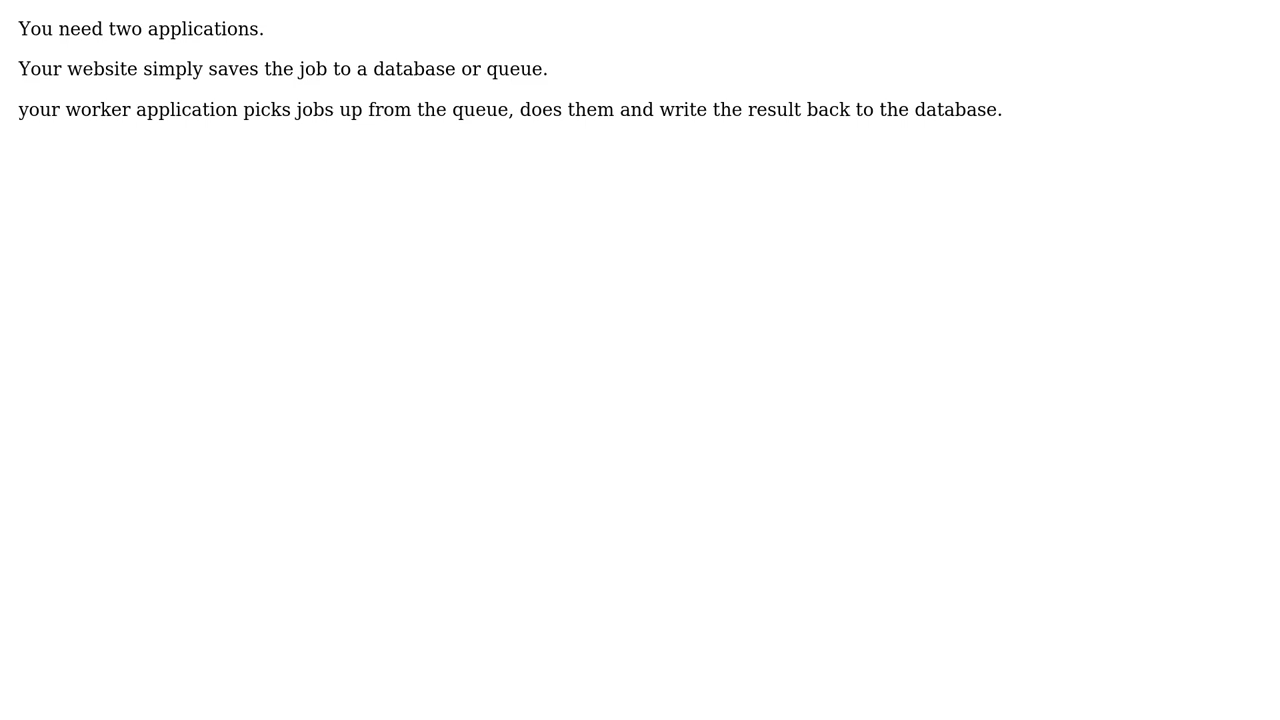 You need two applications.
Your website simply saves the job to a database or queue.
your worker application picks jobs up from the queue, does them and write the result back to the database.